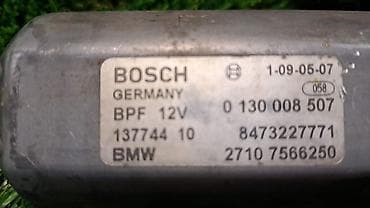 BOSCH 1-09-05-07
GERMANY 058
BPF 12V 0 130 008 507
137744 10 8473227771
BMW 2710 7566250